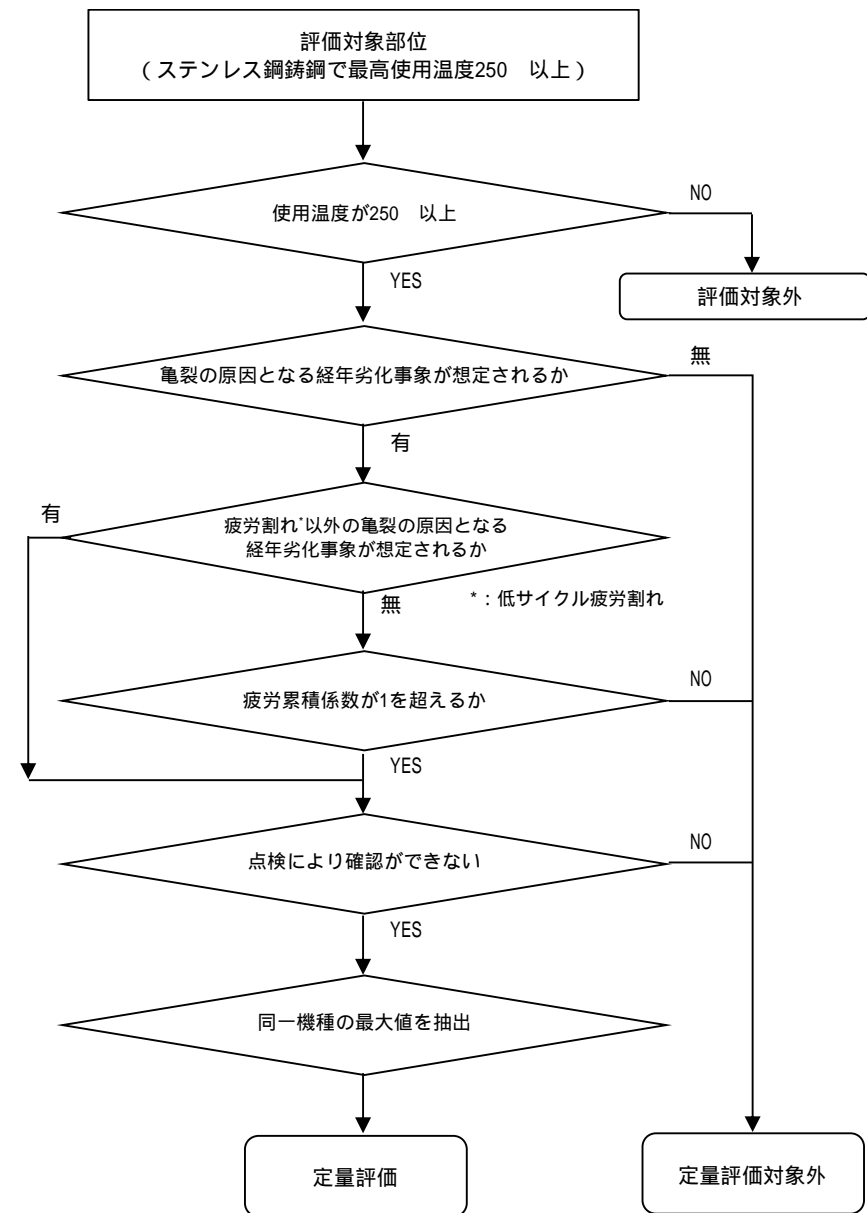 評価対象部位
（ステンレス鋼鋳鋼で最高使用温度250　以上）
使用温度が250　以上
NO
YES
評価対象外
亀裂の原因となる経年劣化事象が想定されるか
無
有
有
疲労割れ*以外の亀裂の原因となる
経年劣化事象が想定されるか
無
*：低サイクル疲労割れ
疲労累積係数が1を超えるか
NO
YES
点検により確認ができない
NO
YES
同一機種の最大値を抽出
定量評価
定量評価対象外